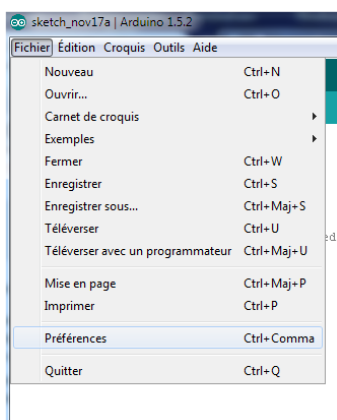 sketch_nov17a | Arduino 1.5.2
Fichier Édition Croquis Outils Aide
Nouveau Ctrl+N
Ouvrir... Ctrl+O
Carnet de croquis
Exemples
Fermer Ctrl+W
Enregistrer Ctrl+S
Enregistrer sous... Ctrl+Maj+S
Téléverser Ctrl+U
Téléverser avec un programmateur Ctrl+Maj+U
Mise en page Ctrl+Maj+P
Imprimer Ctrl+P
Préférences Ctrl+Comma
Quitter Ctrl+Q